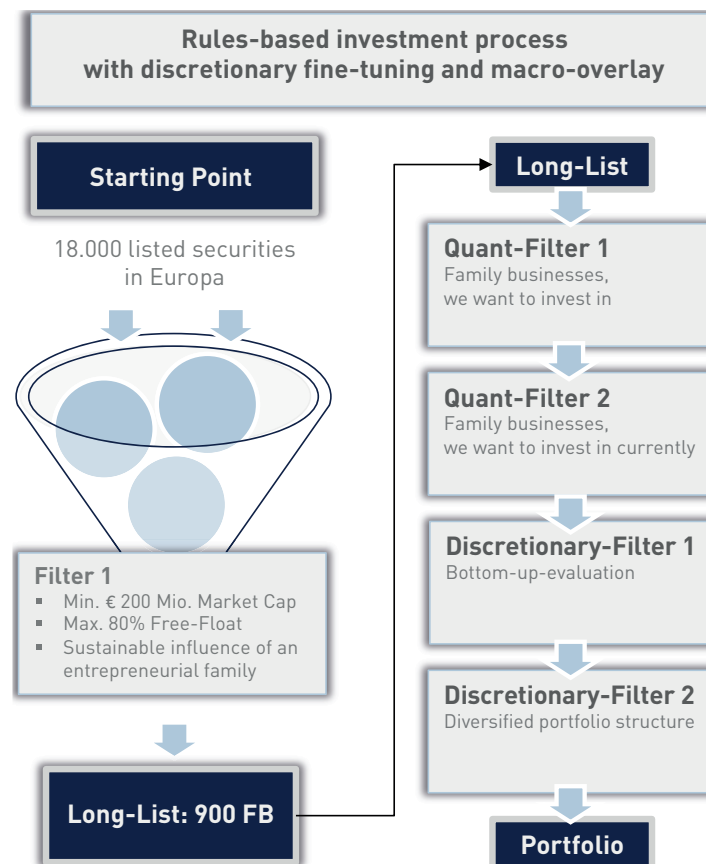 Rules-based investment process
with discretionary fine-tuning and macro-overlay
Starting Point
18.000 listed securities
in Europa
Filter 1
▪ Min. € 200 Mio. Market Cap
▪ Max. 80% Free-Float
▪ Sustainable influence of an
entrepreneurial family
Long-List: 900 FB
Long-List
Quant-Filter 1
Family businesses,
we want to invest in
Quant-Filter 2
Family businesses,
we want to invest in currently
Discretionary-Filter 1
Bottom-up-evaluation
Discretionary-Filter 2
Diversified portfolio structure
Portfolio